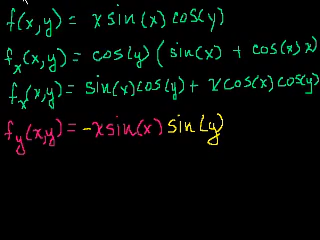 f(x,y) = x sin(x) cos(y)
fx(x,y) = cos(y) (sin(x) + cos(x) x)
fx(x,y) = sin(x) cos(y) + x cos(x) cos(y)
fy(x,y) = -x sin(x) sin(y)